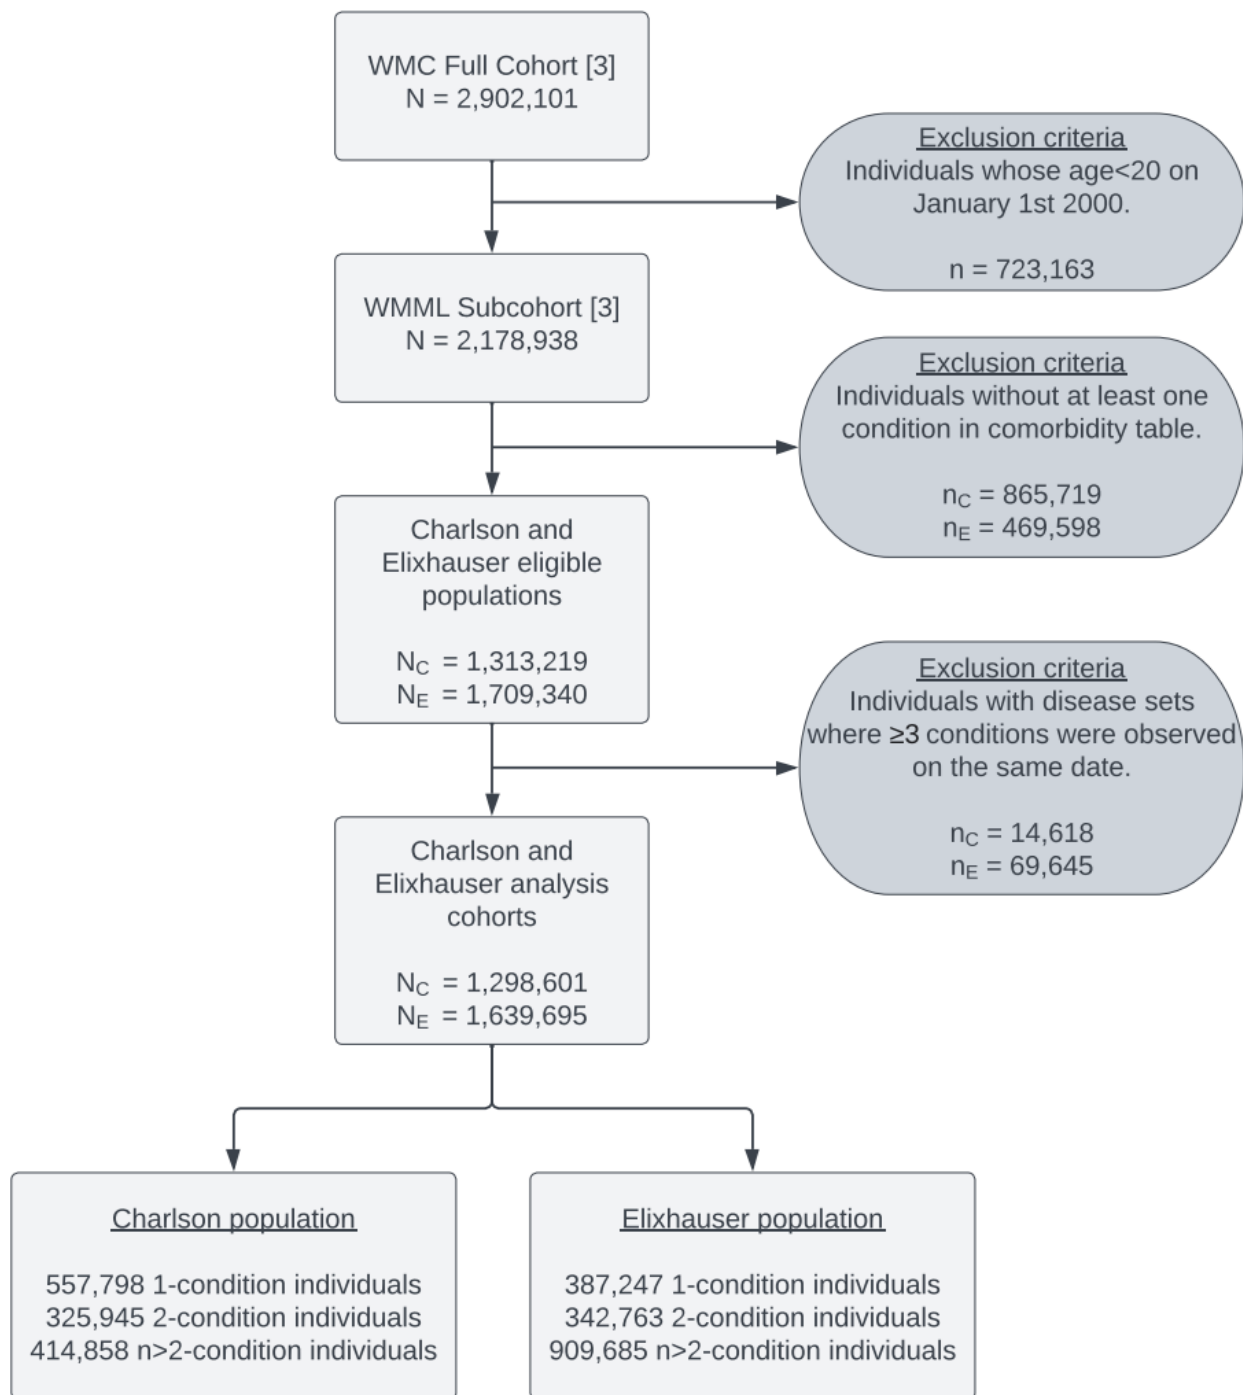 WMC Full Cohort [3]
N = 2,902,101
Exclusion criteria
Individuals whose age<20 on
January 1st 2000.
n = 723,163
WMML Subcohort [3]
N = 2,178,938
Exclusion criteria
Individuals without at least one
condition in comorbidity table.
nC = 865,719
nE = 469,598
Charlson and
Elixhauser eligible
populations
NC = 1,313,219
NE = 1,709,340
Exclusion criteria
Individuals with disease sets
where ≥3 conditions were observed
on the same date.
nC = 14,618
nE = 69,645
Charlson and
Elixhauser analysis
cohorts
NC = 1,298,601
NE = 1,639,695
Charlson population
557,798 1-condition individuals
325,945 2-condition individuals
414,858 n>2-condition individuals
Elixhauser population
387,247 1-condition individuals
342,763 2-condition individuals
909,685 n>2-condition individuals